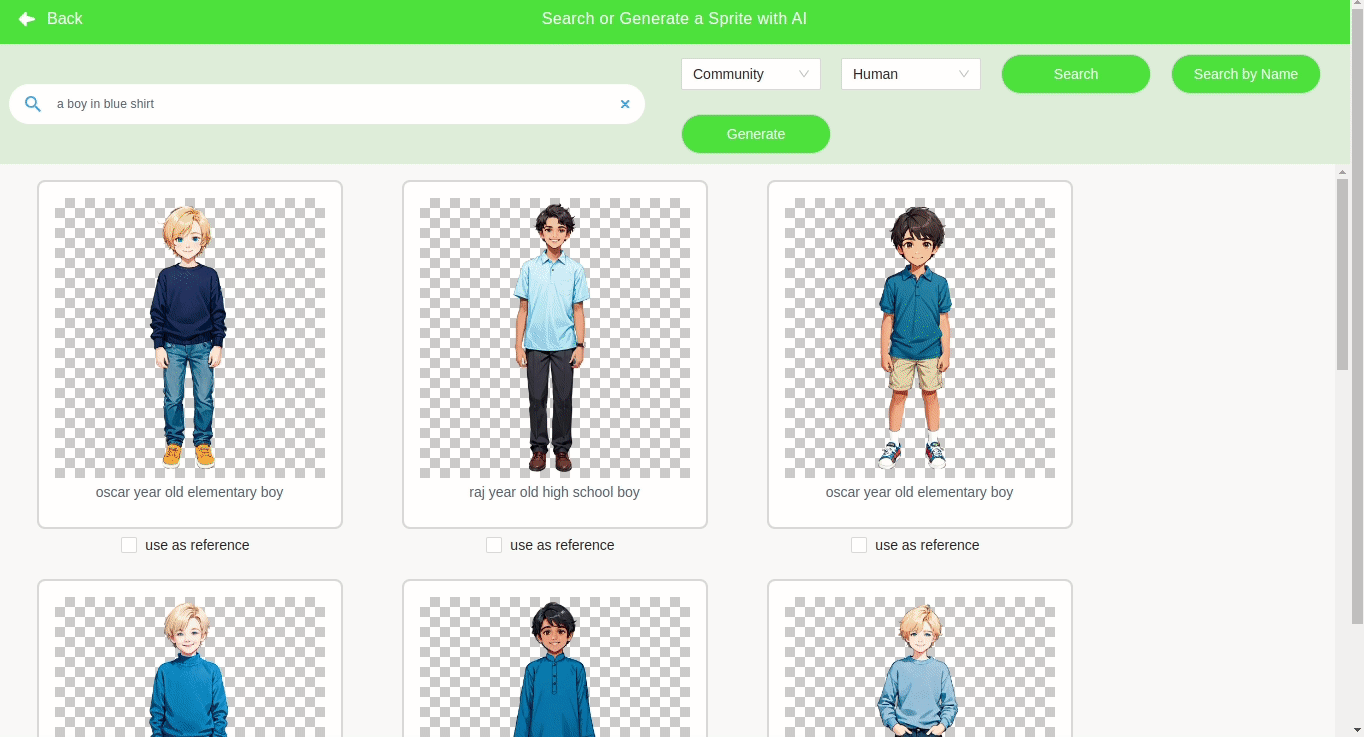 Back
Search or Generate a Sprite with AI
a boy in blue shirt
Community
Human
Search
Search by Name
Generate
oscar year old elementary boy
raj year old high school boy
oscar year old elementary boy
use as reference
use as reference
use as reference